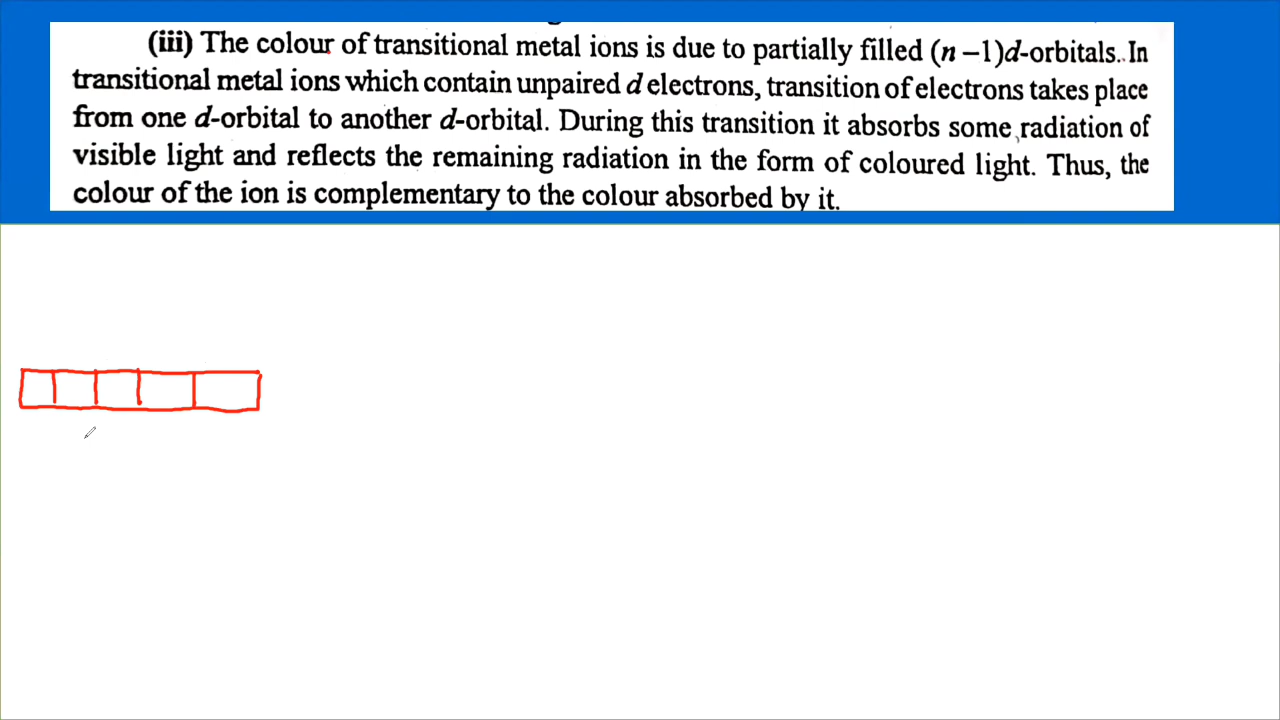 (iii) The colour of transitional metal ions is due to partially filled (n –1)d-orbitals. In
transitional metal ions which contain unpaired d electrons, transition of electrons takes place
from one d-orbital to another d-orbital. During this transition it absorbs some radiation of
visible light and reflects the remaining radiation in the form of coloured light. Thus, the
colour of the ion is complementary to the colour absorbed by it.